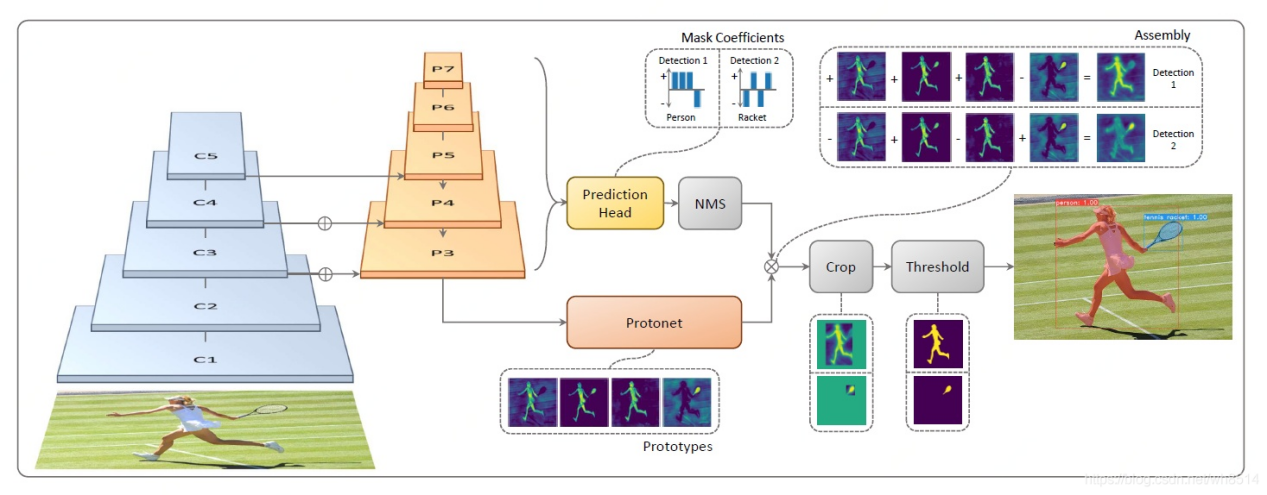 Mask Coefficients
Detection 1
Detection 2
+
-
+
-
Person
Racket
Assembly
+
+
+
-
=
Detection
1
-
+
-
+
=
Detection
2
P7
P6
P5
P4
P3
C5
C4
C3
C2
C1
Prediction
Head
NMS
Protonet
Prototypes
Crop
Threshold
person: 1.00
tennis racket: 1.00